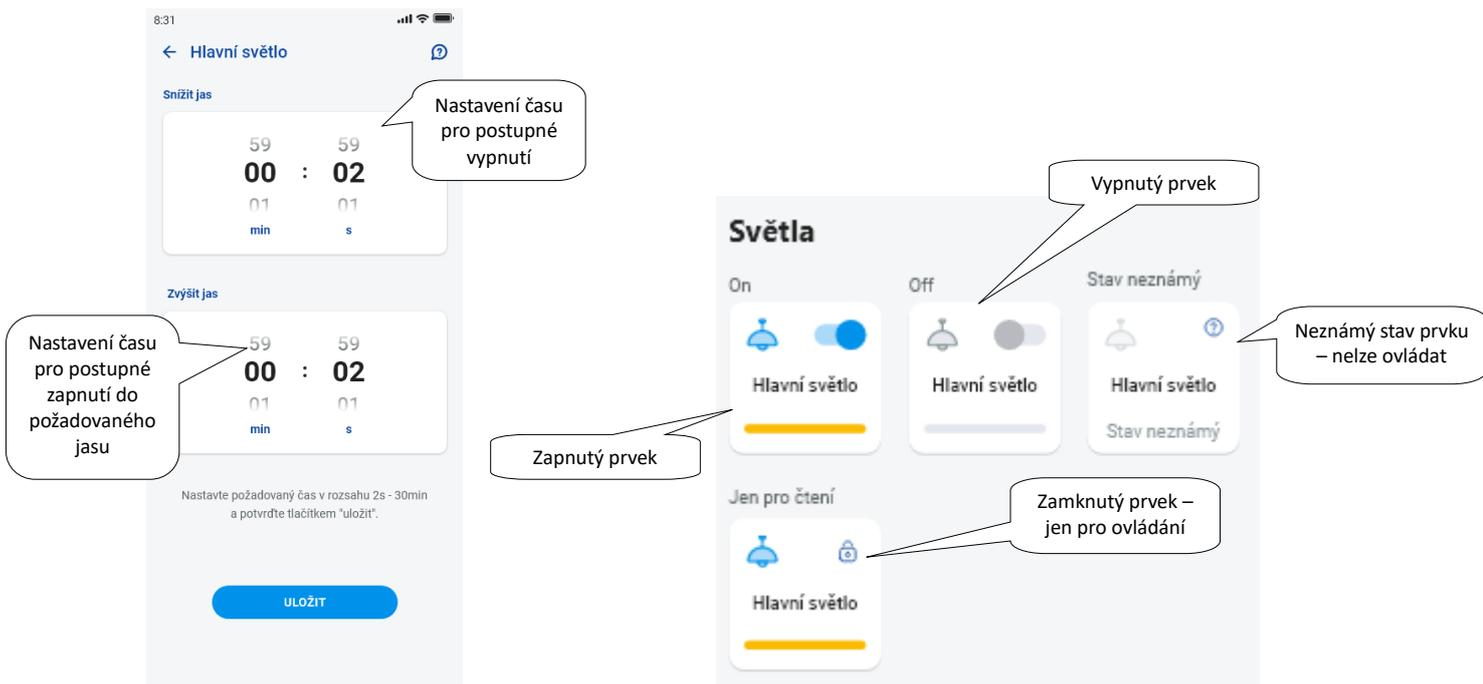 8:31
Hlavní světlo
Snížit jas
59 59
00 : 02
01 01
min s
Nastavení času
pro postupné
vypnutí
Zvýšit jas
59 59
00 : 02
01 01
min s
Nastavení času
pro postupné
zapnutí do
požadovaného
jasu
Nastavte požadovaný čas v rozsahu 2s - 30min
a potvrďte tlačítkem "uložit".
ULOŽIT
Světla
Vypnutý prvek
On
Off
Stav neznámý
Hlavní světlo
Hlavní světlo
Hlavní světlo
Stav neznámý
Neznámý stav prvku
– nelze ovládat
Zapnutý prvek
Jen pro čtení
Hlavní světlo
Zamknutý prvek –
jen pro ovládání